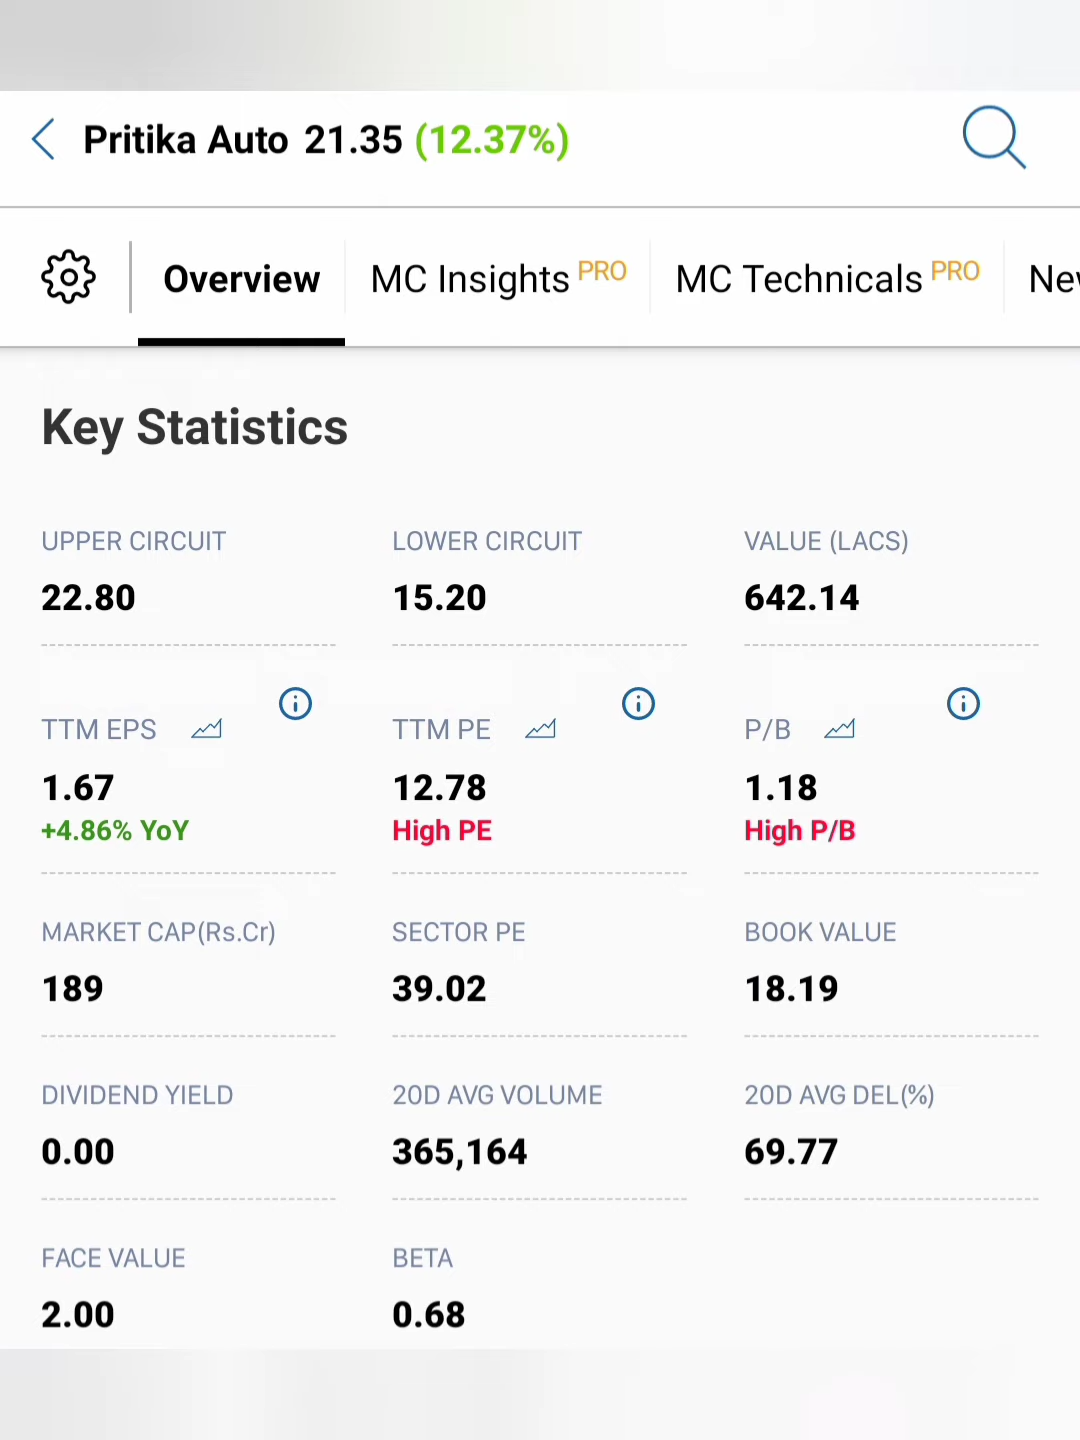 Pritika Auto 21.35 (12.37%)
Overview MC Insights PRO MC Technicals PRO Nev
Key Statistics
UPPER CIRCUIT LOWER CIRCUIT VALUE (LACS)
22.80 15.20 642.14
TTM EPS TTM PE P/B
1.67 12.78 1.18
+4.86% YoY High PE High P/B
MARKET CAP(Rs.Cr) SECTOR PE BOOK VALUE
189 39.02 18.19
DIVIDEND YIELD 20D AVG VOLUME 20D AVG DEL(%)
0.00 365,164 69.77
FACE VALUE BETA
2.00 0.68